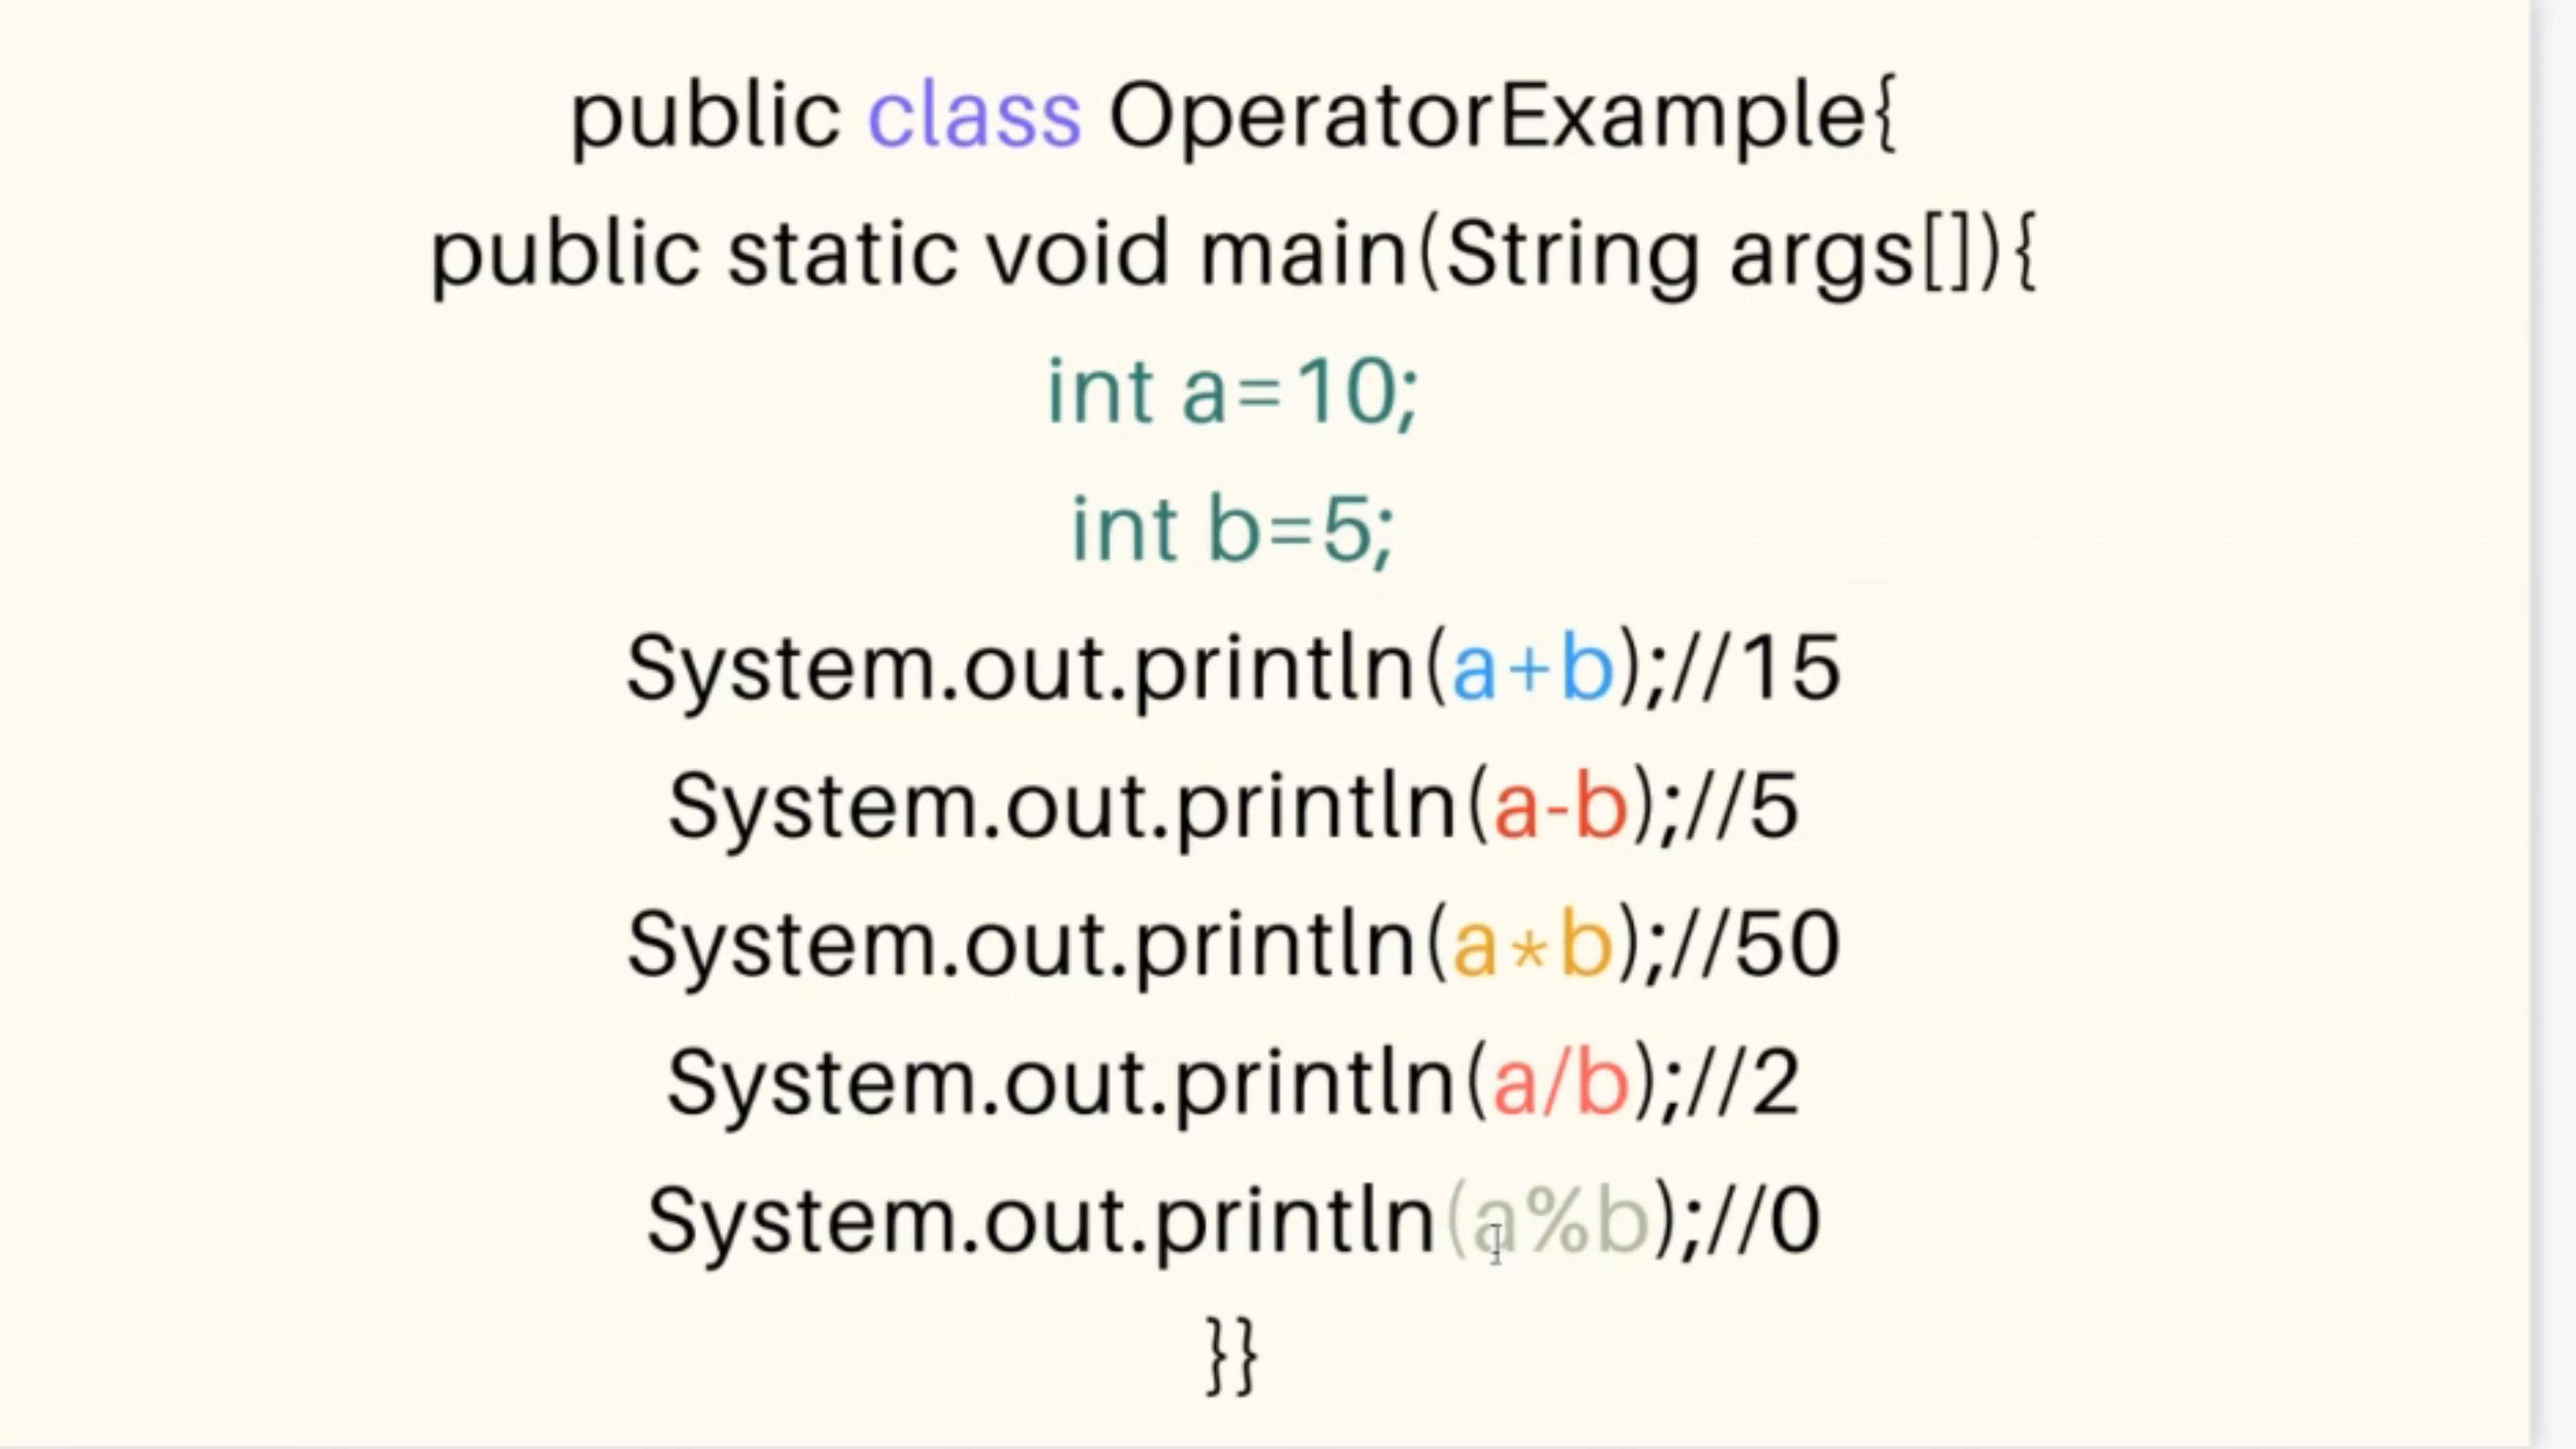 public class OperatorExample{
public static void main(String args[]){
int a=10;
int b=5;
System.out.println(a+b);//15
System.out.println(a-b);//5
System.out.println(a*b);//50
System.out.println(a/b);//2
System.out.println(a%b);//0
}}